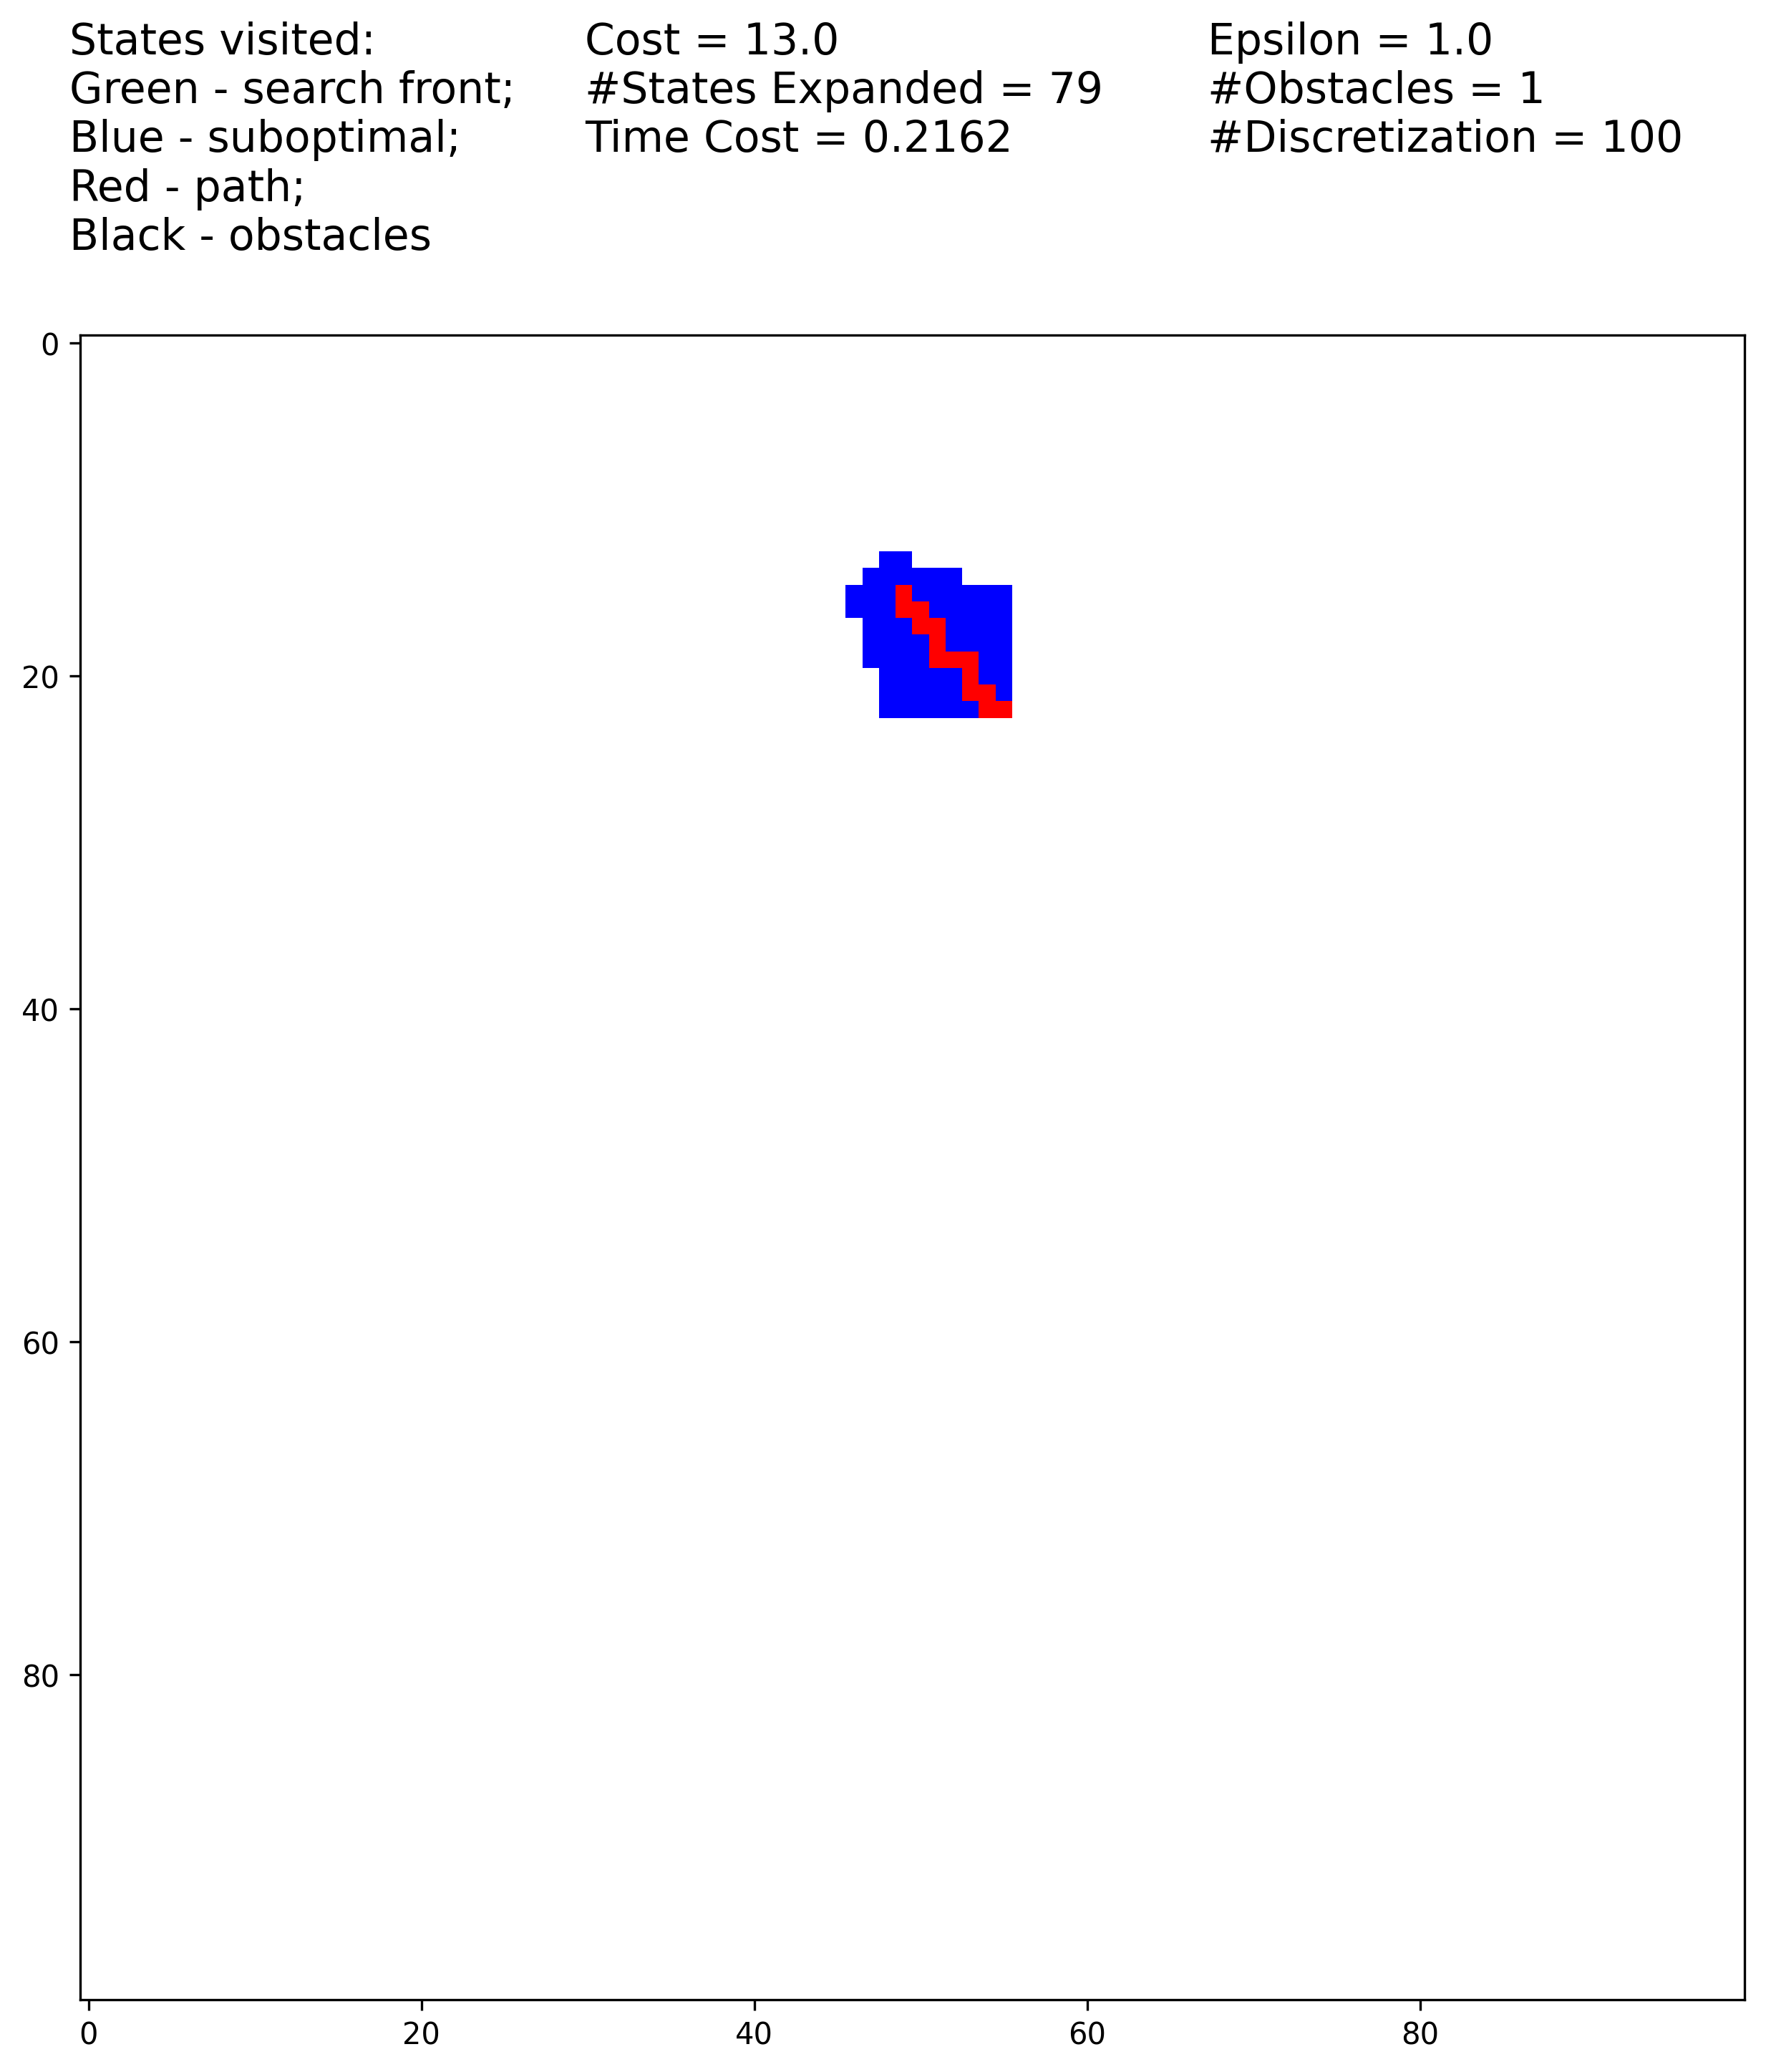 States visited:
Green - search front;
Blue - suboptimal;
Red - path;
Black - obstacles
Cost = 13.0
#States Expanded = 79
Time Cost = 0.2162
Epsilon = 1.0
#Obstacles = 1
#Discretization = 100
0
20
40
60
80
0
20
40
60
80